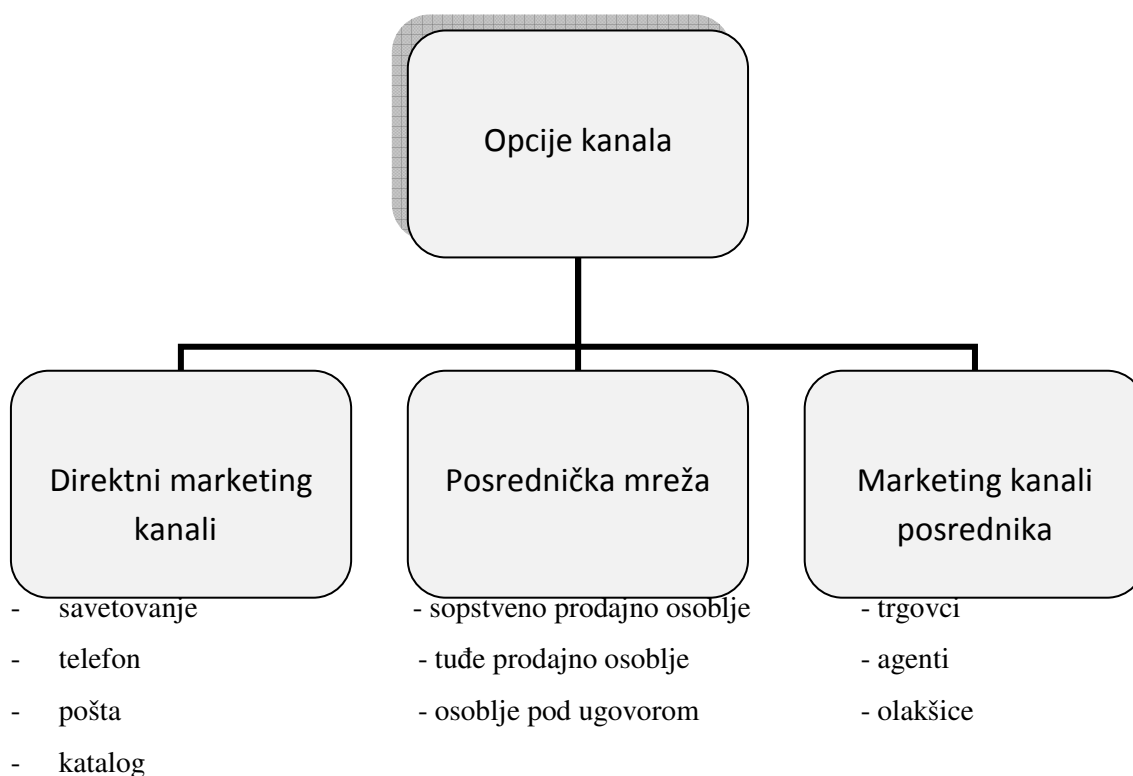 Opcije kanala
Direktni marketing
kanali
Posrednička mreža
Marketing kanali
posrednika
- savetovanje - sopstveno prodajno osoblje - trgovci
- telefon - tuđe prodajno osoblje - agenti
- pošta - osoblje pod ugovorom - olakšice
- katalog